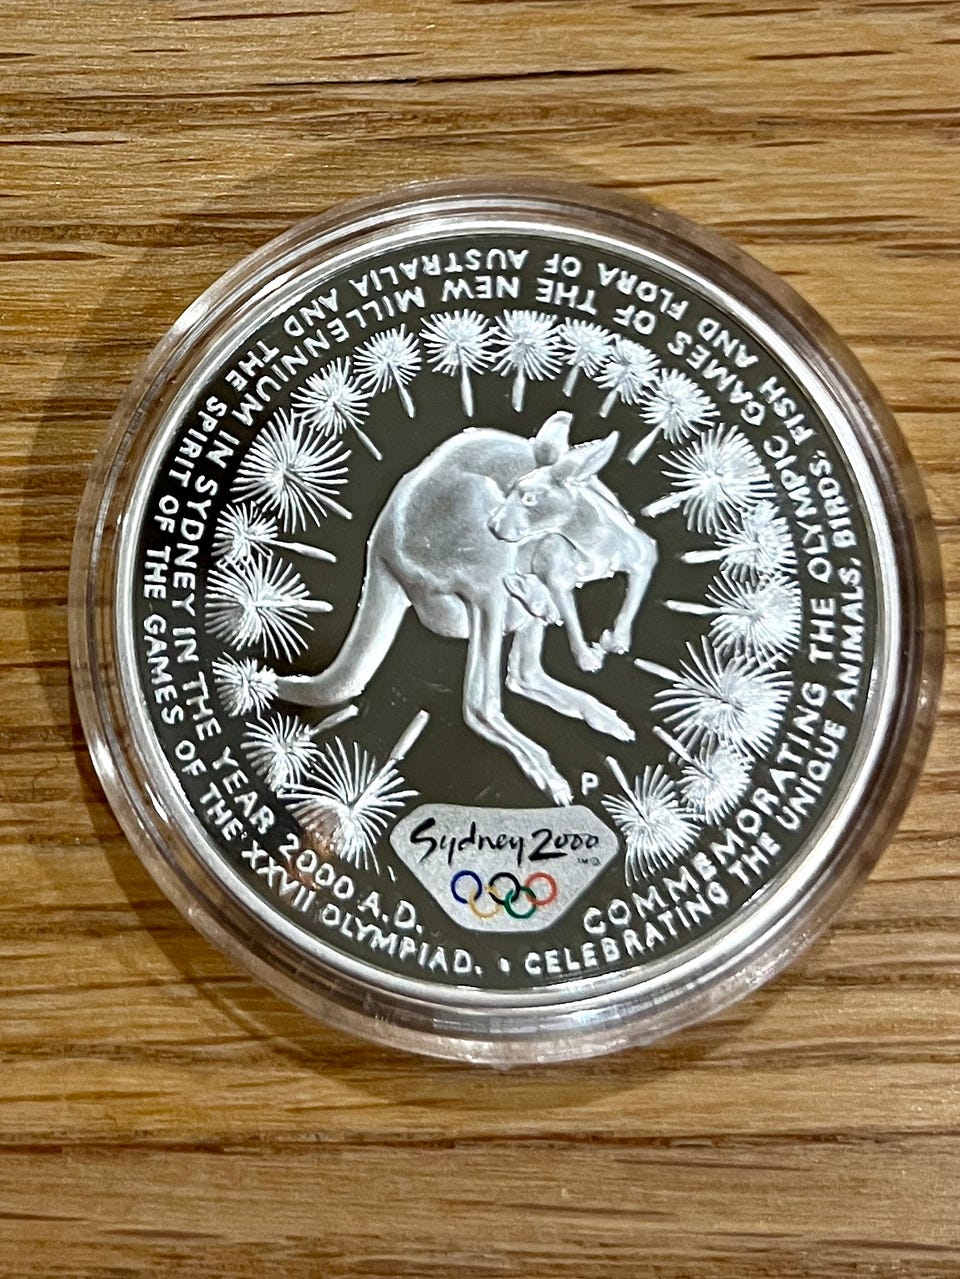 CELEBRATING THE UNIQUE ANIMALS, BIRDS, FISH AND FLORA OF AUSTRALIA AND THE SPIRIT OF THE GAMES OF THE XXVII OLYMPIAD. •
COMMEMORATING THE OLYMPIC GAMES OF THE NEW MILLENNIUM IN SYDNEY IN THE YEAR 2000 A.D.
P
Sydney 2000